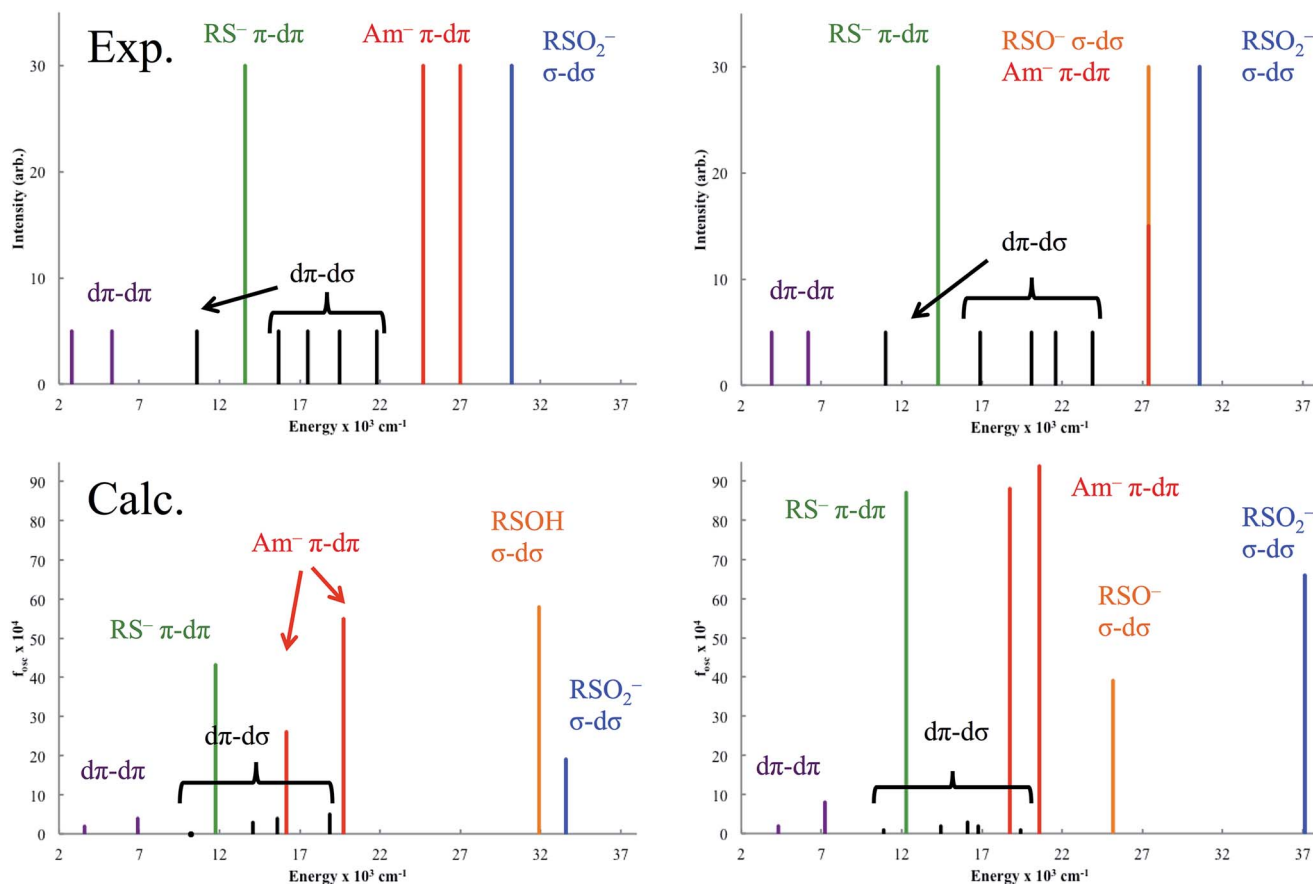 Exp.
RS⁻ π-dπ
Am⁻ π-dπ
RSO₂⁻
σ-dσ
dπ-dπ
dπ-dσ
30
20
10
0
Intensity (arb.)
2 7 12 17 22 27 32 37
Energy x 10³ cm⁻¹
RS⁻ π-dπ
RSO⁻ σ-dσ
Am⁻ π-dπ
RSO₂⁻
σ-dσ
dπ-dπ
dπ-dσ
30
20
10
0
Intensity (arb.)
2 7 12 17 22 27 32 37
Energy x 10³ cm⁻¹
Calc.
Am⁻ π-dπ
RSOH
σ-dσ
RS⁻ π-dπ
RSO₂⁻
σ-dσ
dπ-dσ
dπ-dπ
90
80
70
60
50
40
30
20
10
0
f_osc x 10⁴
2 7 12 17 22 27 32 37
Energy x 10³ cm⁻¹
RS⁻ π-dπ
Am⁻ π-dπ
RSO₂⁻
σ-dσ
RSO⁻
σ-dσ
dπ-dσ
dπ-dπ
90
80
70
60
50
40
30
20
10
0
f_osc x 10⁴
2 7 12 17 22 27 32 37
Energy x 10³ cm⁻¹